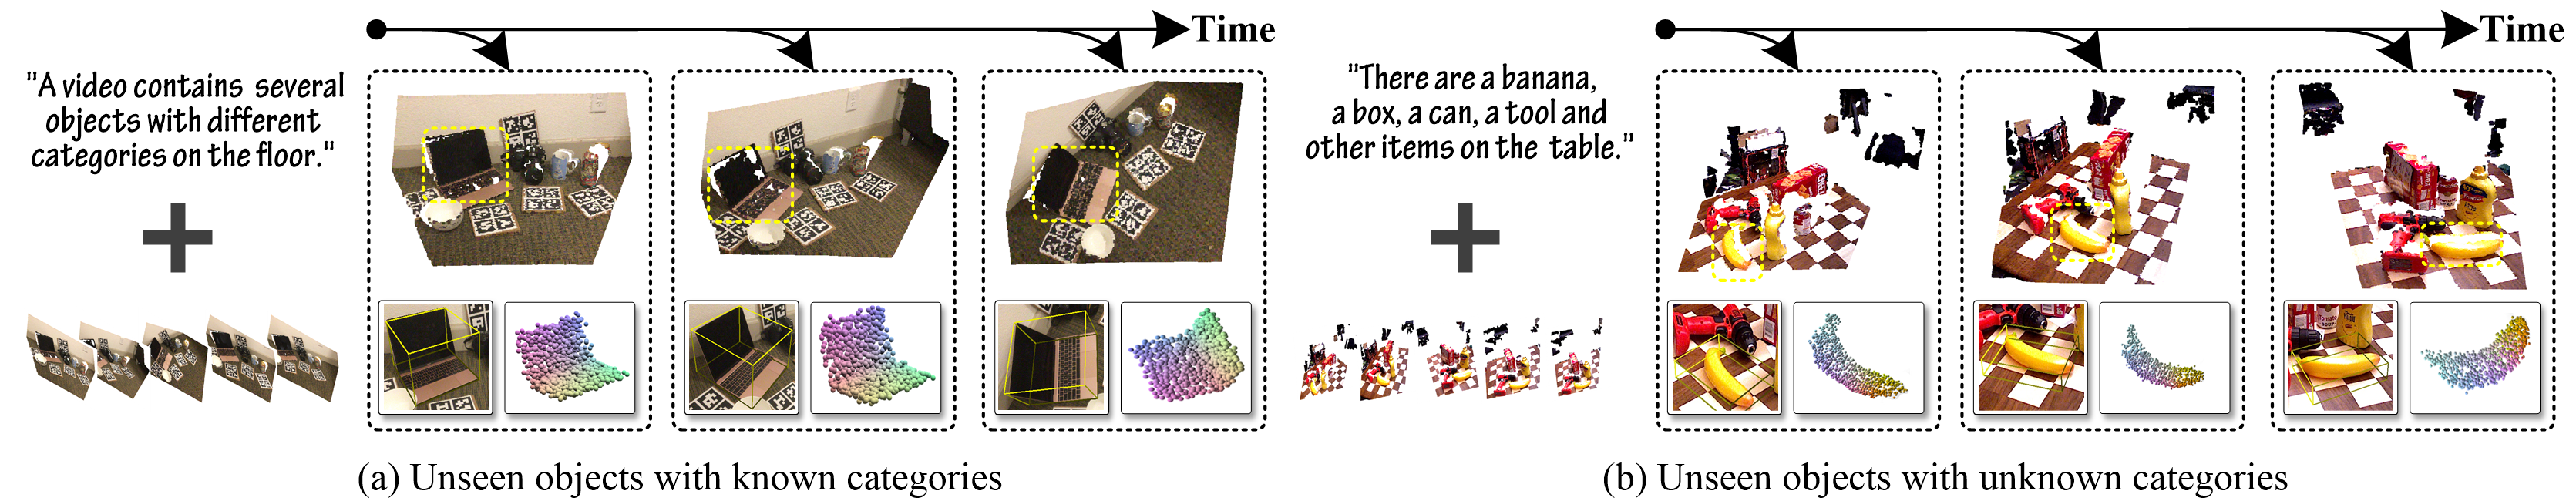 Time
"A video contains several
objects with different
categories on the floor."
(a) Unseen objects with known categories
Time
"There are a banana,
a box, a can, a tool and
other items on the table."
Tomato
(b) Unseen objects with unknown categories